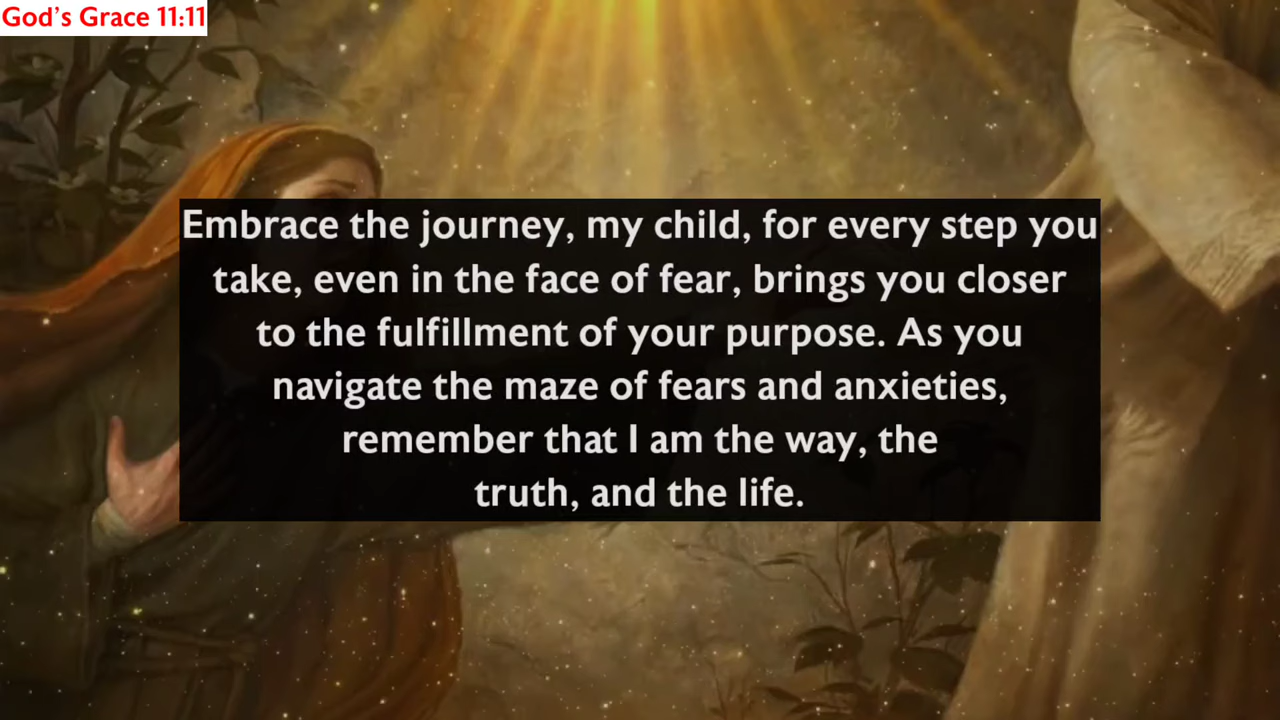 God's Grace 11:11
Embrace the journey, my child, for every step you
take, even in the face of fear, brings you closer
to the fulfillment of your purpose. As you
navigate the maze of fears and anxieties,
remember that I am the way, the
truth, and the life.